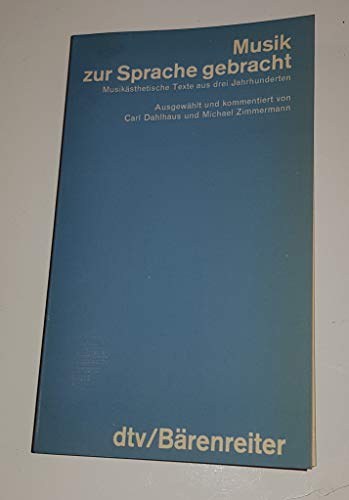 Musik
zur Sprache gebracht
Musikästhetische Texte aus drei Jahrhunderten
Ausgewählt und kommentiert von
Carl Dahlhaus und Michael Zimmermann
dtv/Bärenreiter